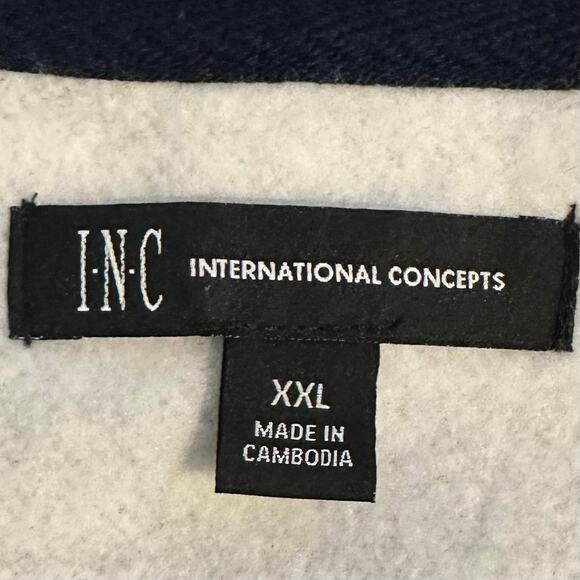 I·N·C INTERNATIONAL CONCEPTS
XXL
MADE IN
CAMBODIA